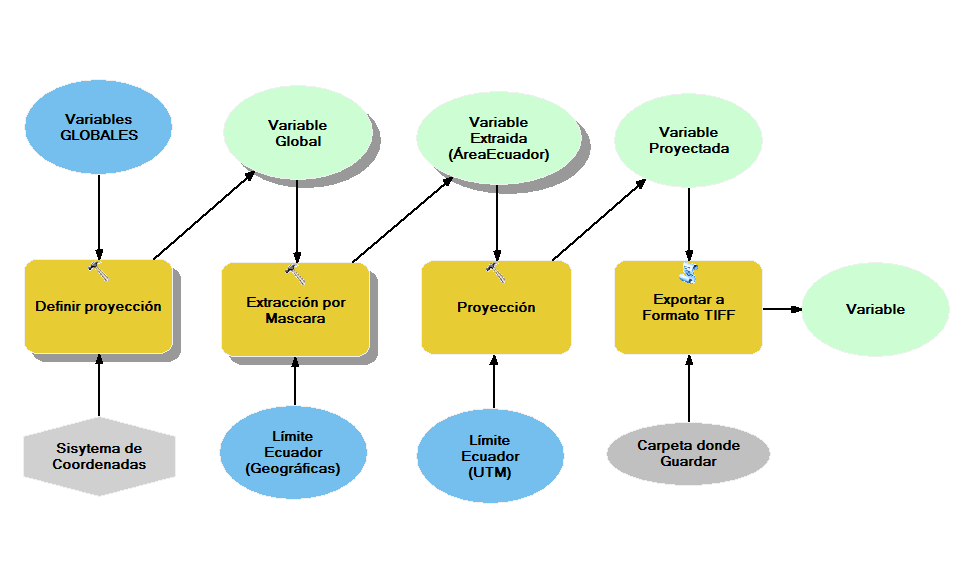 Variables
GLOBALES
Variable
Global
Variable
Extraida
(ÁreaEcuador)
Variable
Proyectada
Definir proyección
Extracción por
Mascara
Proyección
Exportar a
Formato TIFF
Variable
Sisytema de
Coordenadas
Límite
Ecuador
(Geográficas)
Límite
Ecuador
(UTM)
Carpeta donde
Guardar